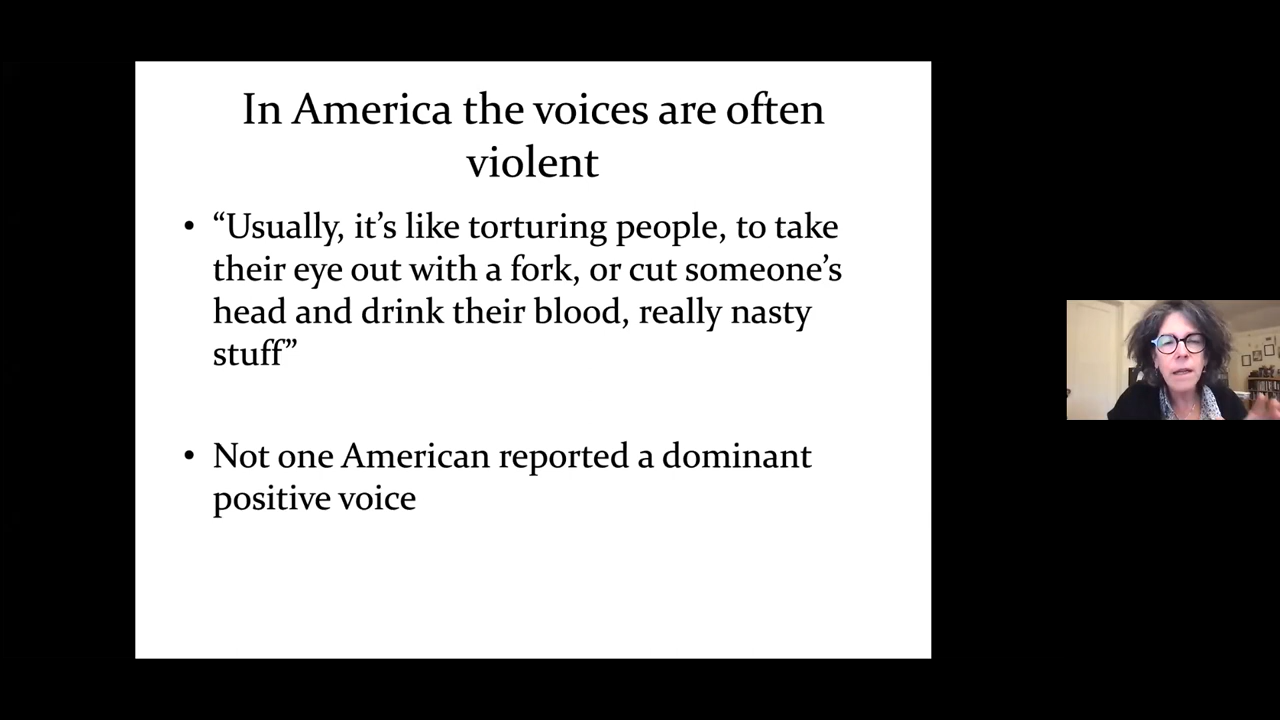 In America the voices are often
violent
• “Usually, it’s like torturing people, to take
their eye out with a fork, or cut someone’s
head and drink their blood, really nasty
stuff”
• Not one American reported a dominant
positive voice